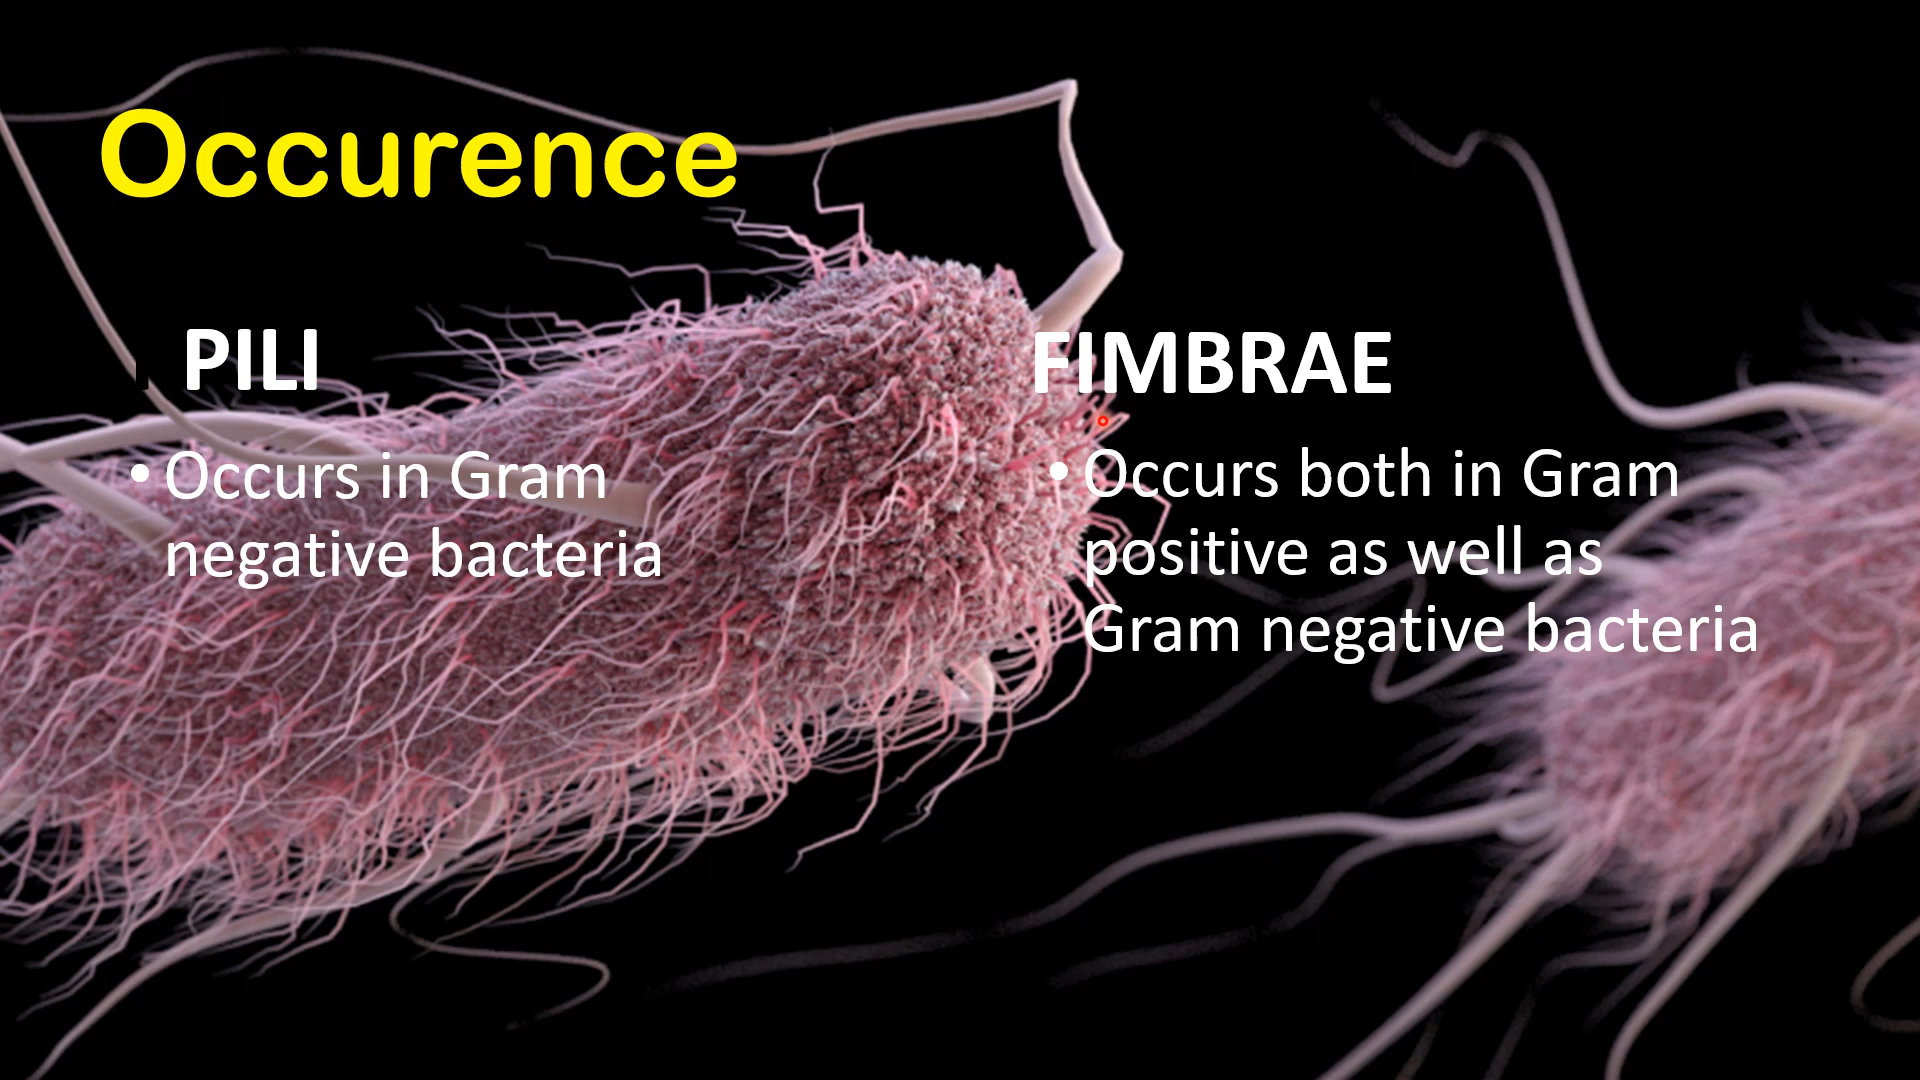 Occurence
PILI
• Occurs in Gram
negative bacteria
FIMBRAE
• Occurs both in Gram
positive as well as
Gram negative bacteria